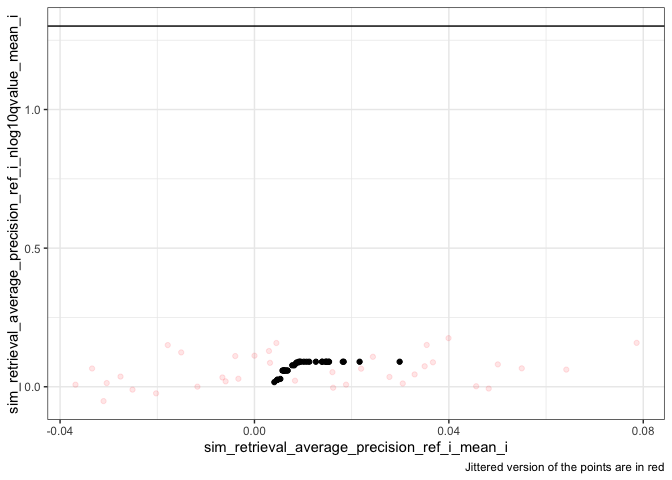 sim_retrieval_average_precision_ref_i_nlog10qvalue_mean_i
1.0
0.5
0.0
-0.04
0.00
0.04
0.08
sim_retrieval_average_precision_ref_i_mean_i
Jittered version of the points are in red